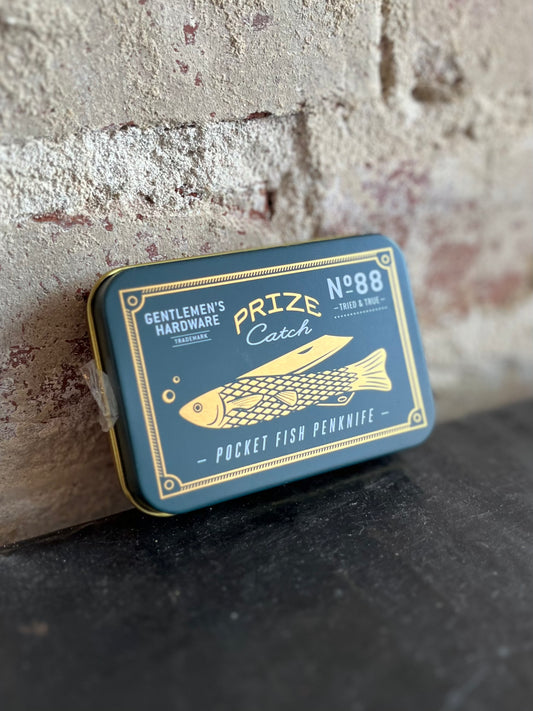 GENTLEMEN'S
HARDWARE
TRADEMARK
PRIZE
Catch
Nº88
– TRIED & TRUE –
– POCKET FISH PENKNIFE –